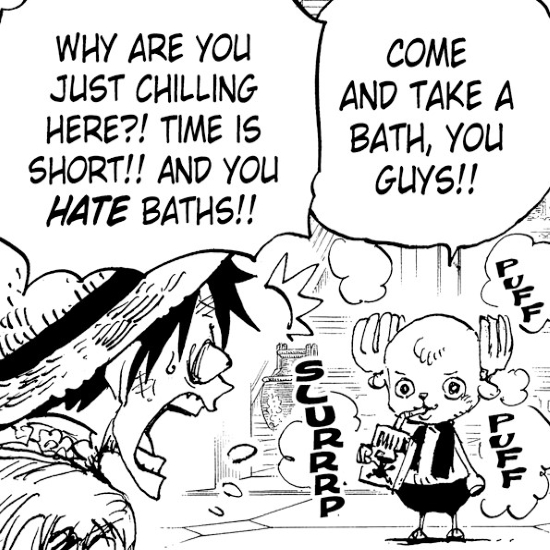 COME
AND TAKE A
BATH, YOU
GUYS!!
WHY ARE YOU
JUST CHILLING
HERE?! TIME IS
SHORT!! AND YOU
HATE BATHS!!
PUFF
PUFF
SLURRRP